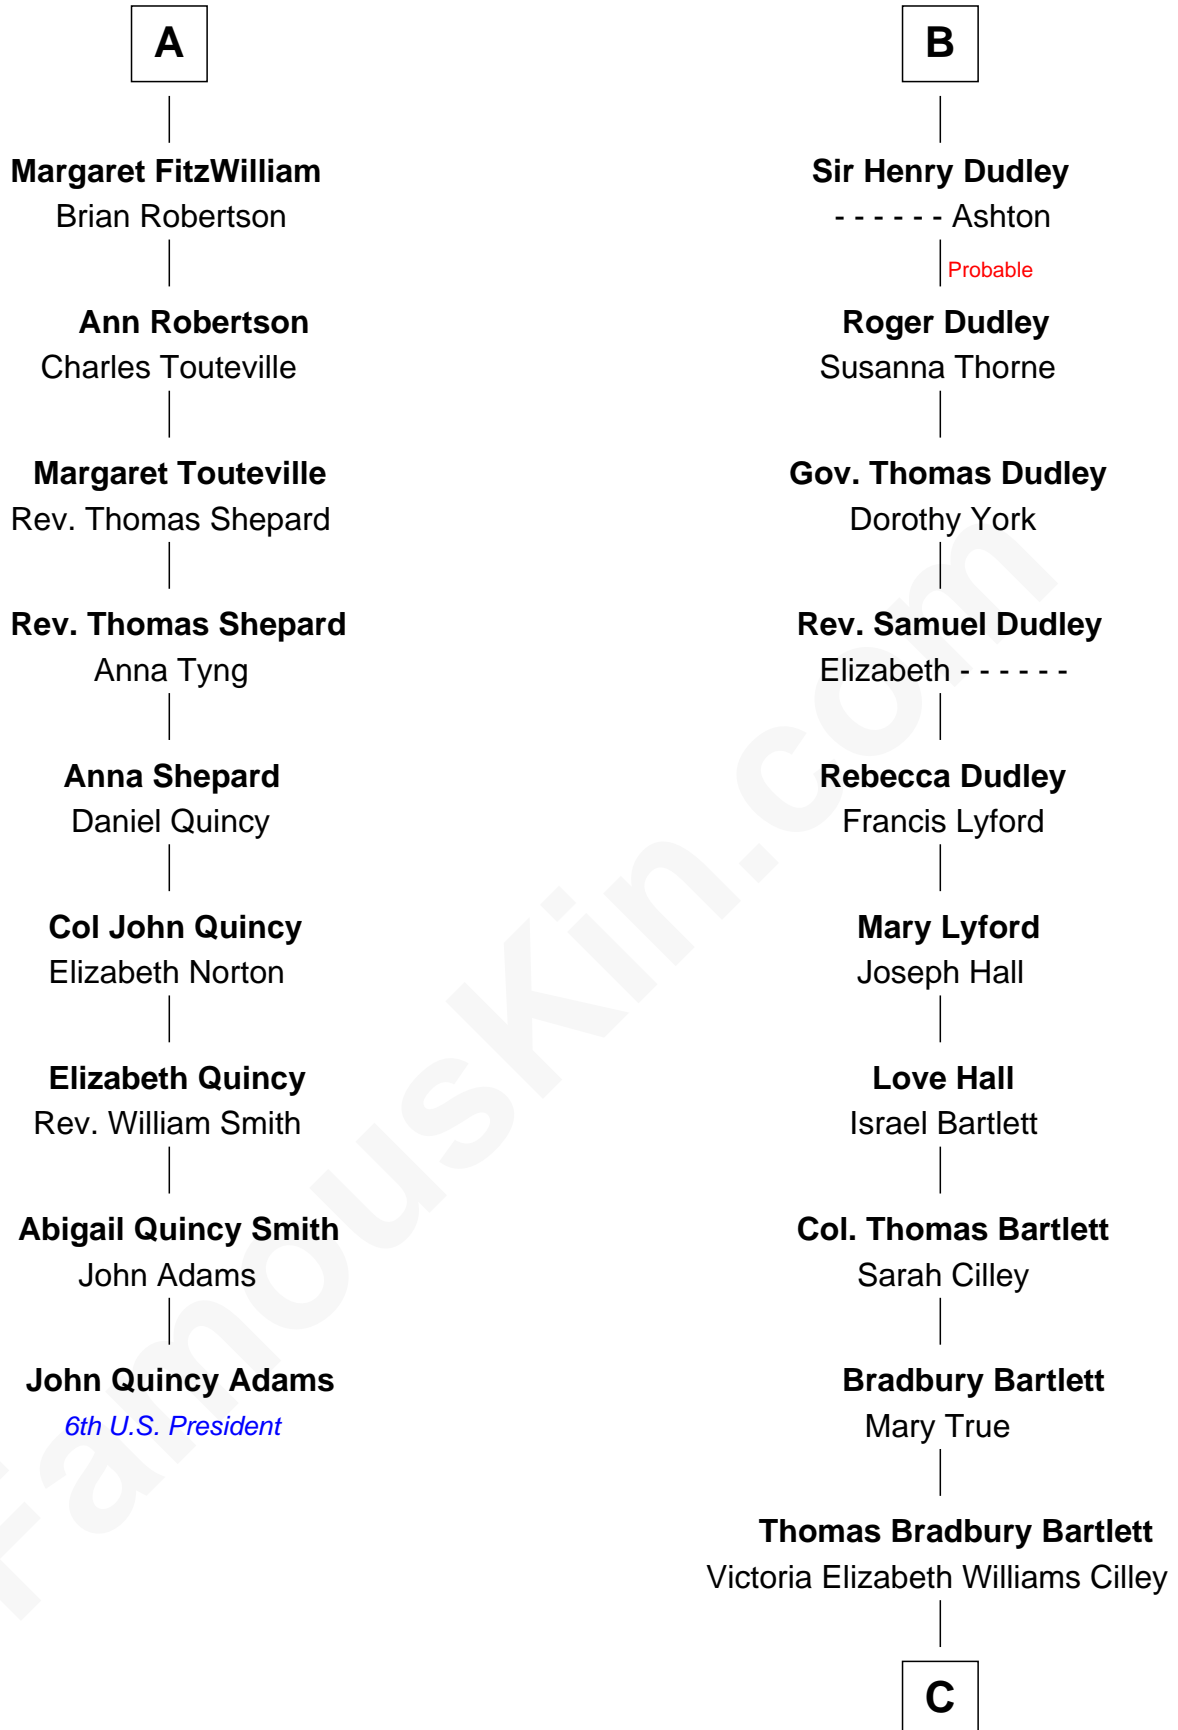 A
Margaret FitzWilliam
Brian Robertson
Ann Robertson
Charles Touteville
Margaret Touteville
Rev. Thomas Shepard
Rev. Thomas Shepard
Anna Tyng
Anna Shepard
Daniel Quincy
Col John Quincy
Elizabeth Norton
Elizabeth Quincy
Rev. William Smith
Abigail Quincy Smith
John Adams
John Quincy Adams
6th U.S. President
B
Sir Henry Dudley
- - - - - - Ashton
Probable
Roger Dudley
Susanna Thorne
Gov. Thomas Dudley
Dorothy York
Rev. Samuel Dudley
Elizabeth - - - - - -
Rebecca Dudley
Francis Lyford
Mary Lyford
Joseph Hall
Love Hall
Israel Bartlett
Col. Thomas Bartlett
Sarah Cilley
Bradbury Bartlett
Mary True
Thomas Bradbury Bartlett
Victoria Elizabeth Williams Cilley
C
FamousKin.com